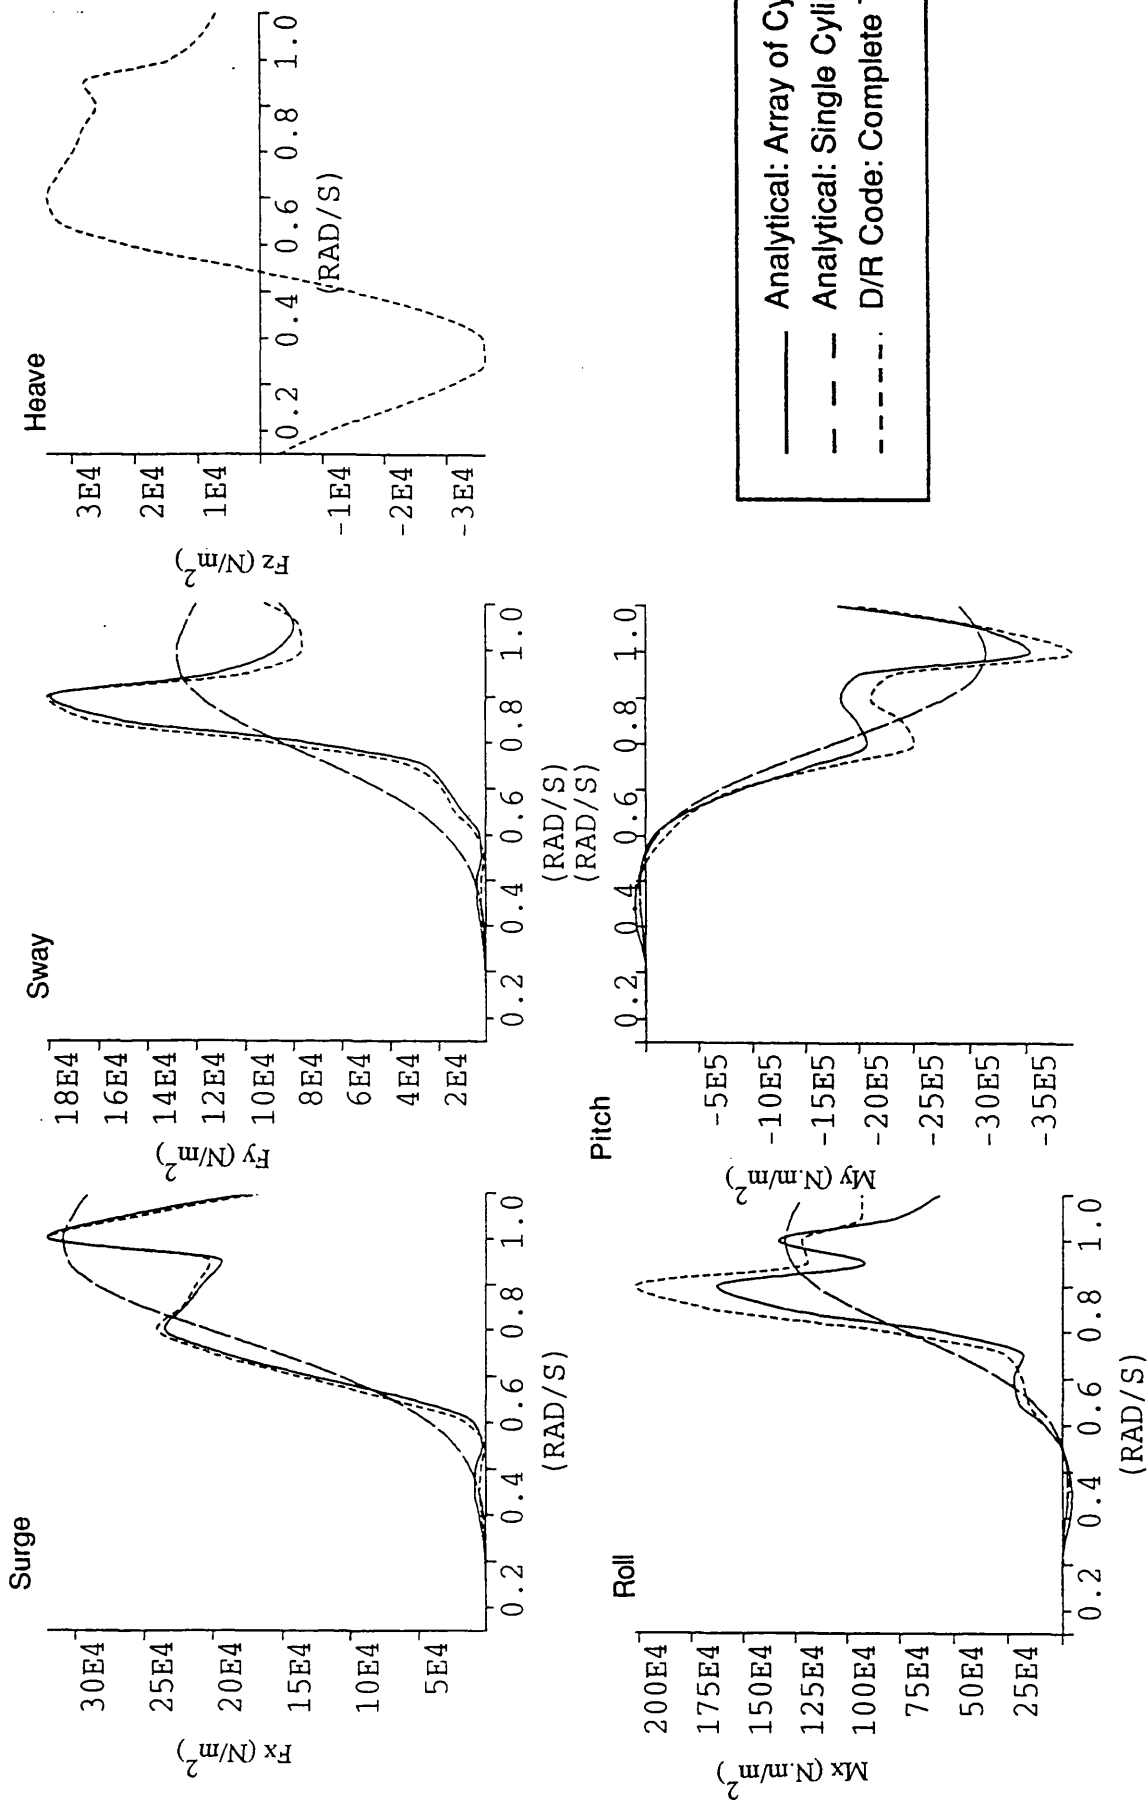 Surge
Fx (N/m2)
30E4
25E4
20E4
15E4
10E4
5E4
0.2
0.4
0.6
0.8
1.0
(RAD/S)
Sway
Fy (N/m2)
18E4
16E4
14E4
12E4
10E4
8E4
6E4
4E4
2E4
0.2
0.4
0.6
0.8
1.0
(RAD/S)
Heave
Fz (N/m2)
3E4
2E4
1E4
-1E4
-2E4
-3E4
0.2
0.4
0.6
0.8
1.0
(RAD/S)
Roll
Mx (N.m/m2)
200E4
175E4
150E4
125E4
100E4
75E4
50E4
25E4
0.2
0.4
0.6
0.8
1.0
(RAD/S)
Pitch
My (N.m/m2)
-5E5
-10E5
-15E5
-20E5
-25E5
-30E5
-35E5
0.2
0.4
0.6
0.8
1.0
(RAD/S)
Analytical: Array of Cy
Analytical: Single Cyli
D/R Code: Complete